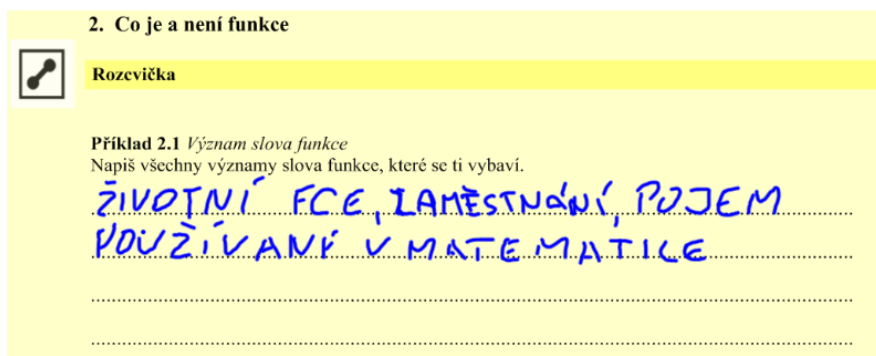 2. Co je a není funkce
Rozcvička
Příklad 2.1 Význam slova funkce
Napiš všechny významy slova funkce, které se ti vybaví.
ŽIVOTNÍ FCE, ZAMĚSTNÁNÍ, POJEM
POUŽÍVANÝ V MATEMATICE